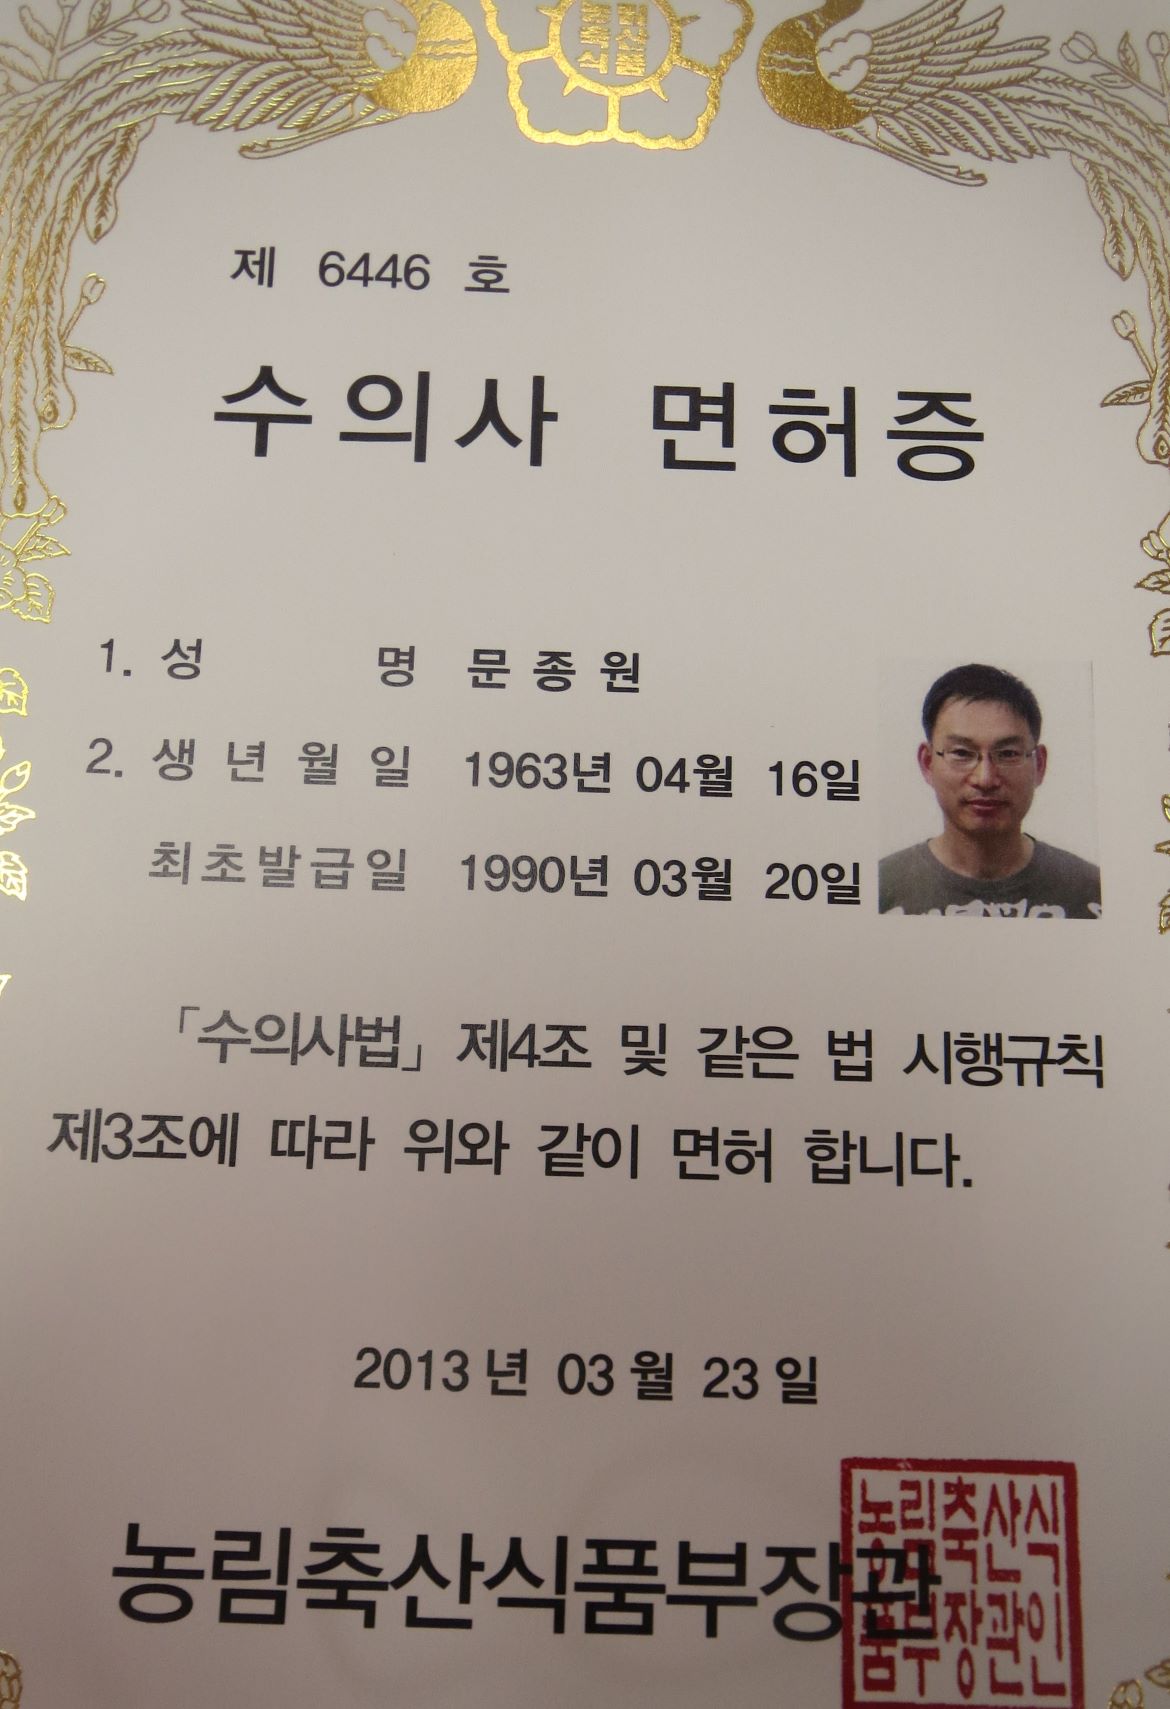 농림
축산
식품
제 6446 호
수의사 면허증
1. 성 명 문 종 원
2. 생 년 월 일 1963년 04월 16일
최초발급일 1990년 03월 20일
「수의사법」 제4조 및 같은 법 시행규칙
제3조에 따라 위와 같이 면허 합니다.
2013 년 03 월 23 일
농림축산식품부장관
농림축산식
품부장관인